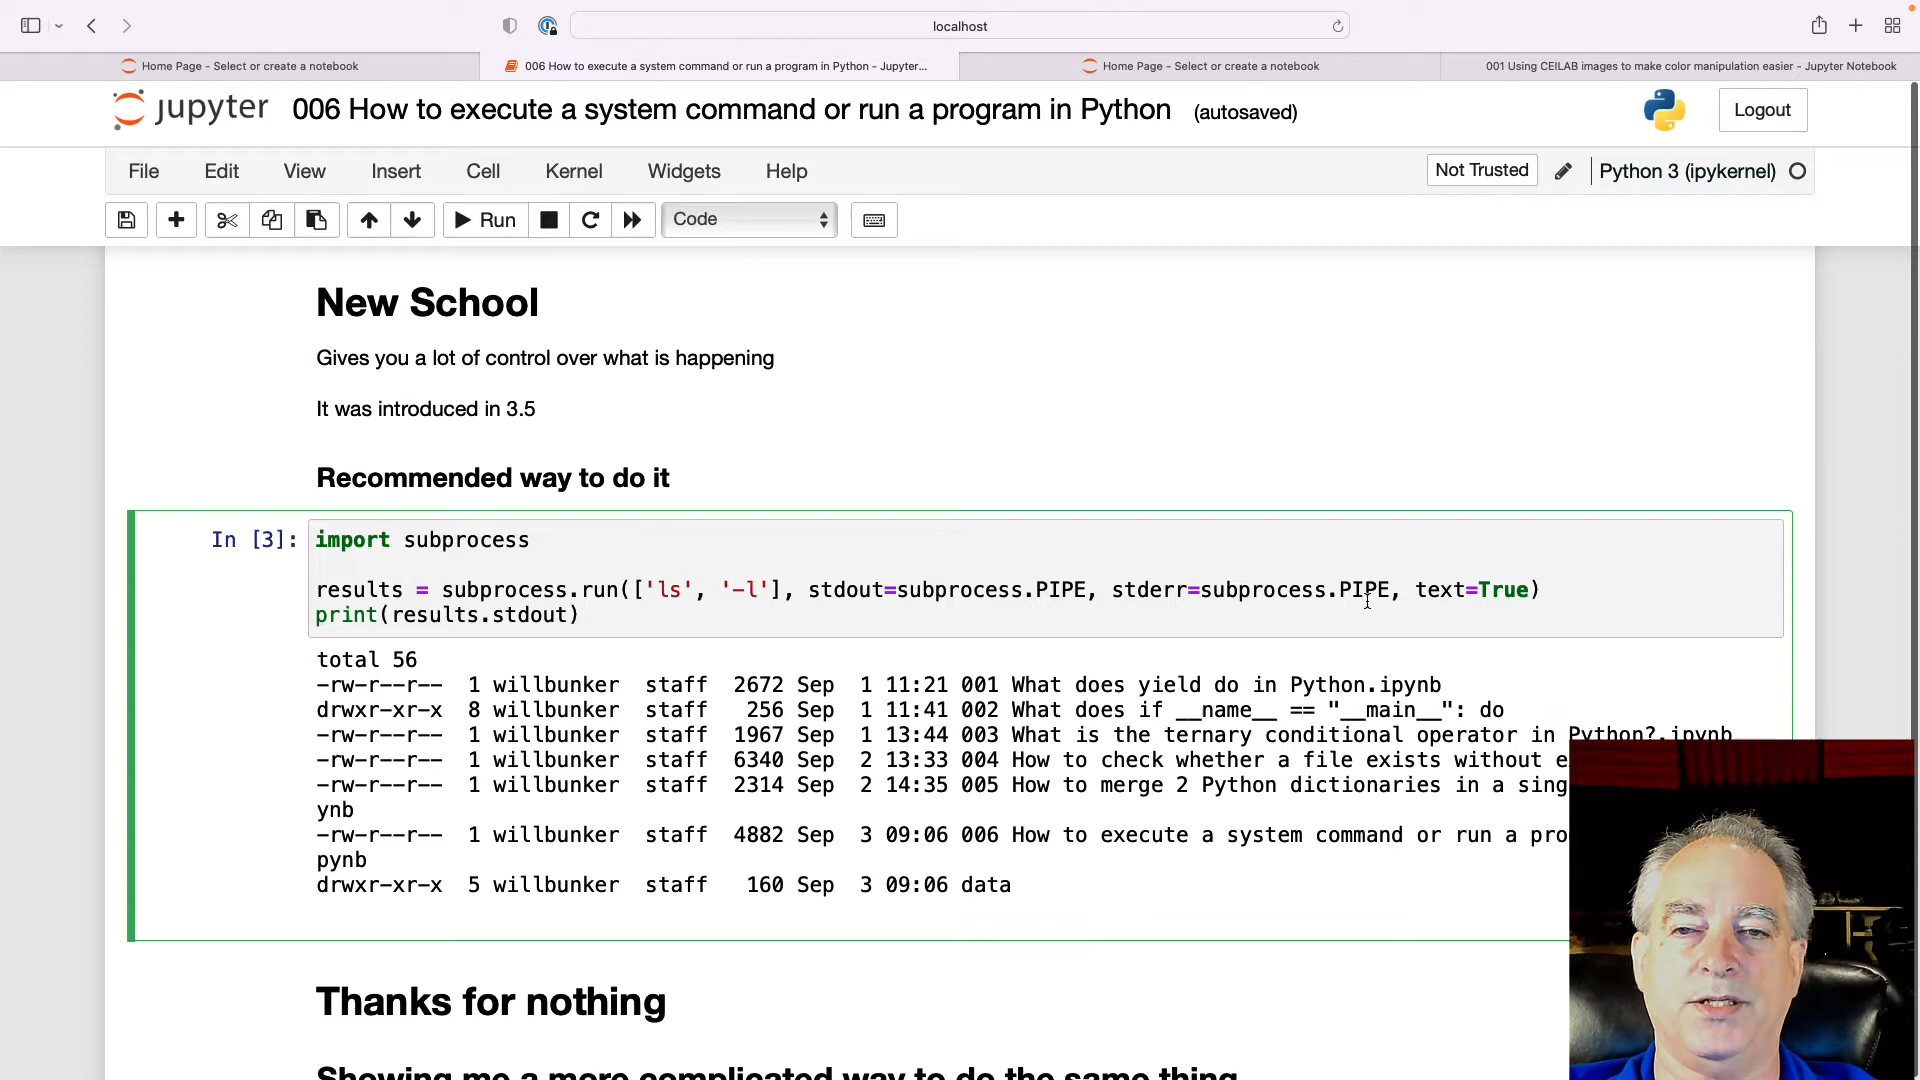 localhost
Home Page - Select or create a notebook
006 How to execute a system command or run a program in Python - Jupyter...
Home Page - Select or create a notebook
001 Using CEILAB images to make color manipulation easier - Jupyter Notebook
jupyter 006 How to execute a system command or run a program in Python (autosaved)
Logout
File Edit View Insert Cell Kernel Widgets Help
Not Trusted
Python 3 (ipykernel)
Run
Code
New School
Gives you a lot of control over what is happening
It was introduced in 3.5
Recommended way to do it
In [3]:
import subprocess
results = subprocess.run(['ls', '-l'], stdout=subprocess.PIPE, stderr=subprocess.PIPE, text=True)
print(results.stdout)
total 56
-rw-r--r-- 1 willbunker staff 2672 Sep 1 11:21 001 What does yield do in Python.ipynb
drwxr-xr-x 8 willbunker staff 256 Sep 1 11:41 002 What does if __name__ == "__main__": do
-rw-r--r-- 1 willbunker staff 1967 Sep 1 13:44 003 What is the ternary conditional operator in Python?.ipynb
-rw-r--r-- 1 willbunker staff 6340 Sep 2 13:33 004 How to check whether a file exists without e
-rw-r--r-- 1 willbunker staff 2314 Sep 2 14:35 005 How to merge 2 Python dictionaries in a sing
ynb
-rw-r--r-- 1 willbunker staff 4882 Sep 3 09:06 006 How to execute a system command or run a pro
pynb
drwxr-xr-x 5 willbunker staff 160 Sep 3 09:06 data
Thanks for nothing
Showing me a more complicated way to do the same thing